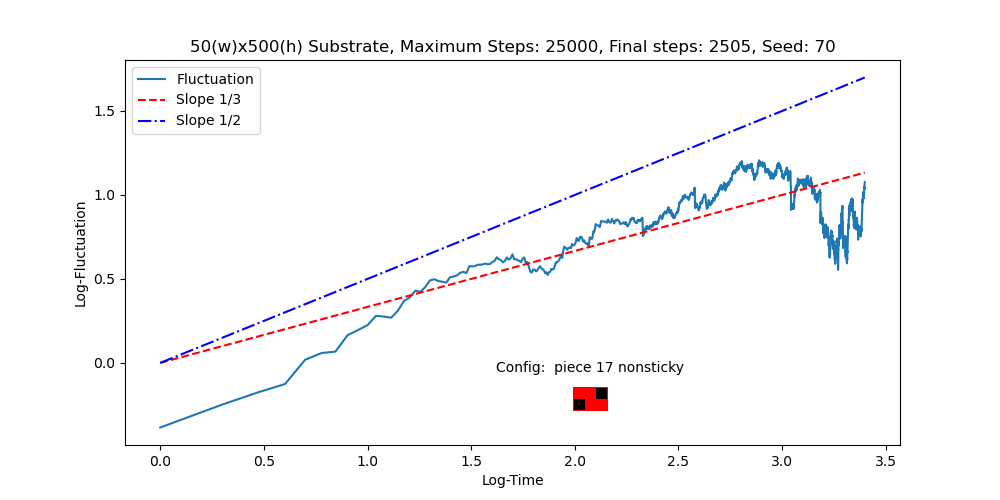 50(w)x500(h) Substrate, Maximum Steps: 25000, Final steps: 2505, Seed: 70
Fluctuation
Slope 1/3
Slope 1/2
1.5
1.0
0.5
0.0
Log-Fluctuation
Config:  piece 17 nonsticky
0.0 0.5 1.0 1.5 2.0 2.5 3.0 3.5
Log-Time